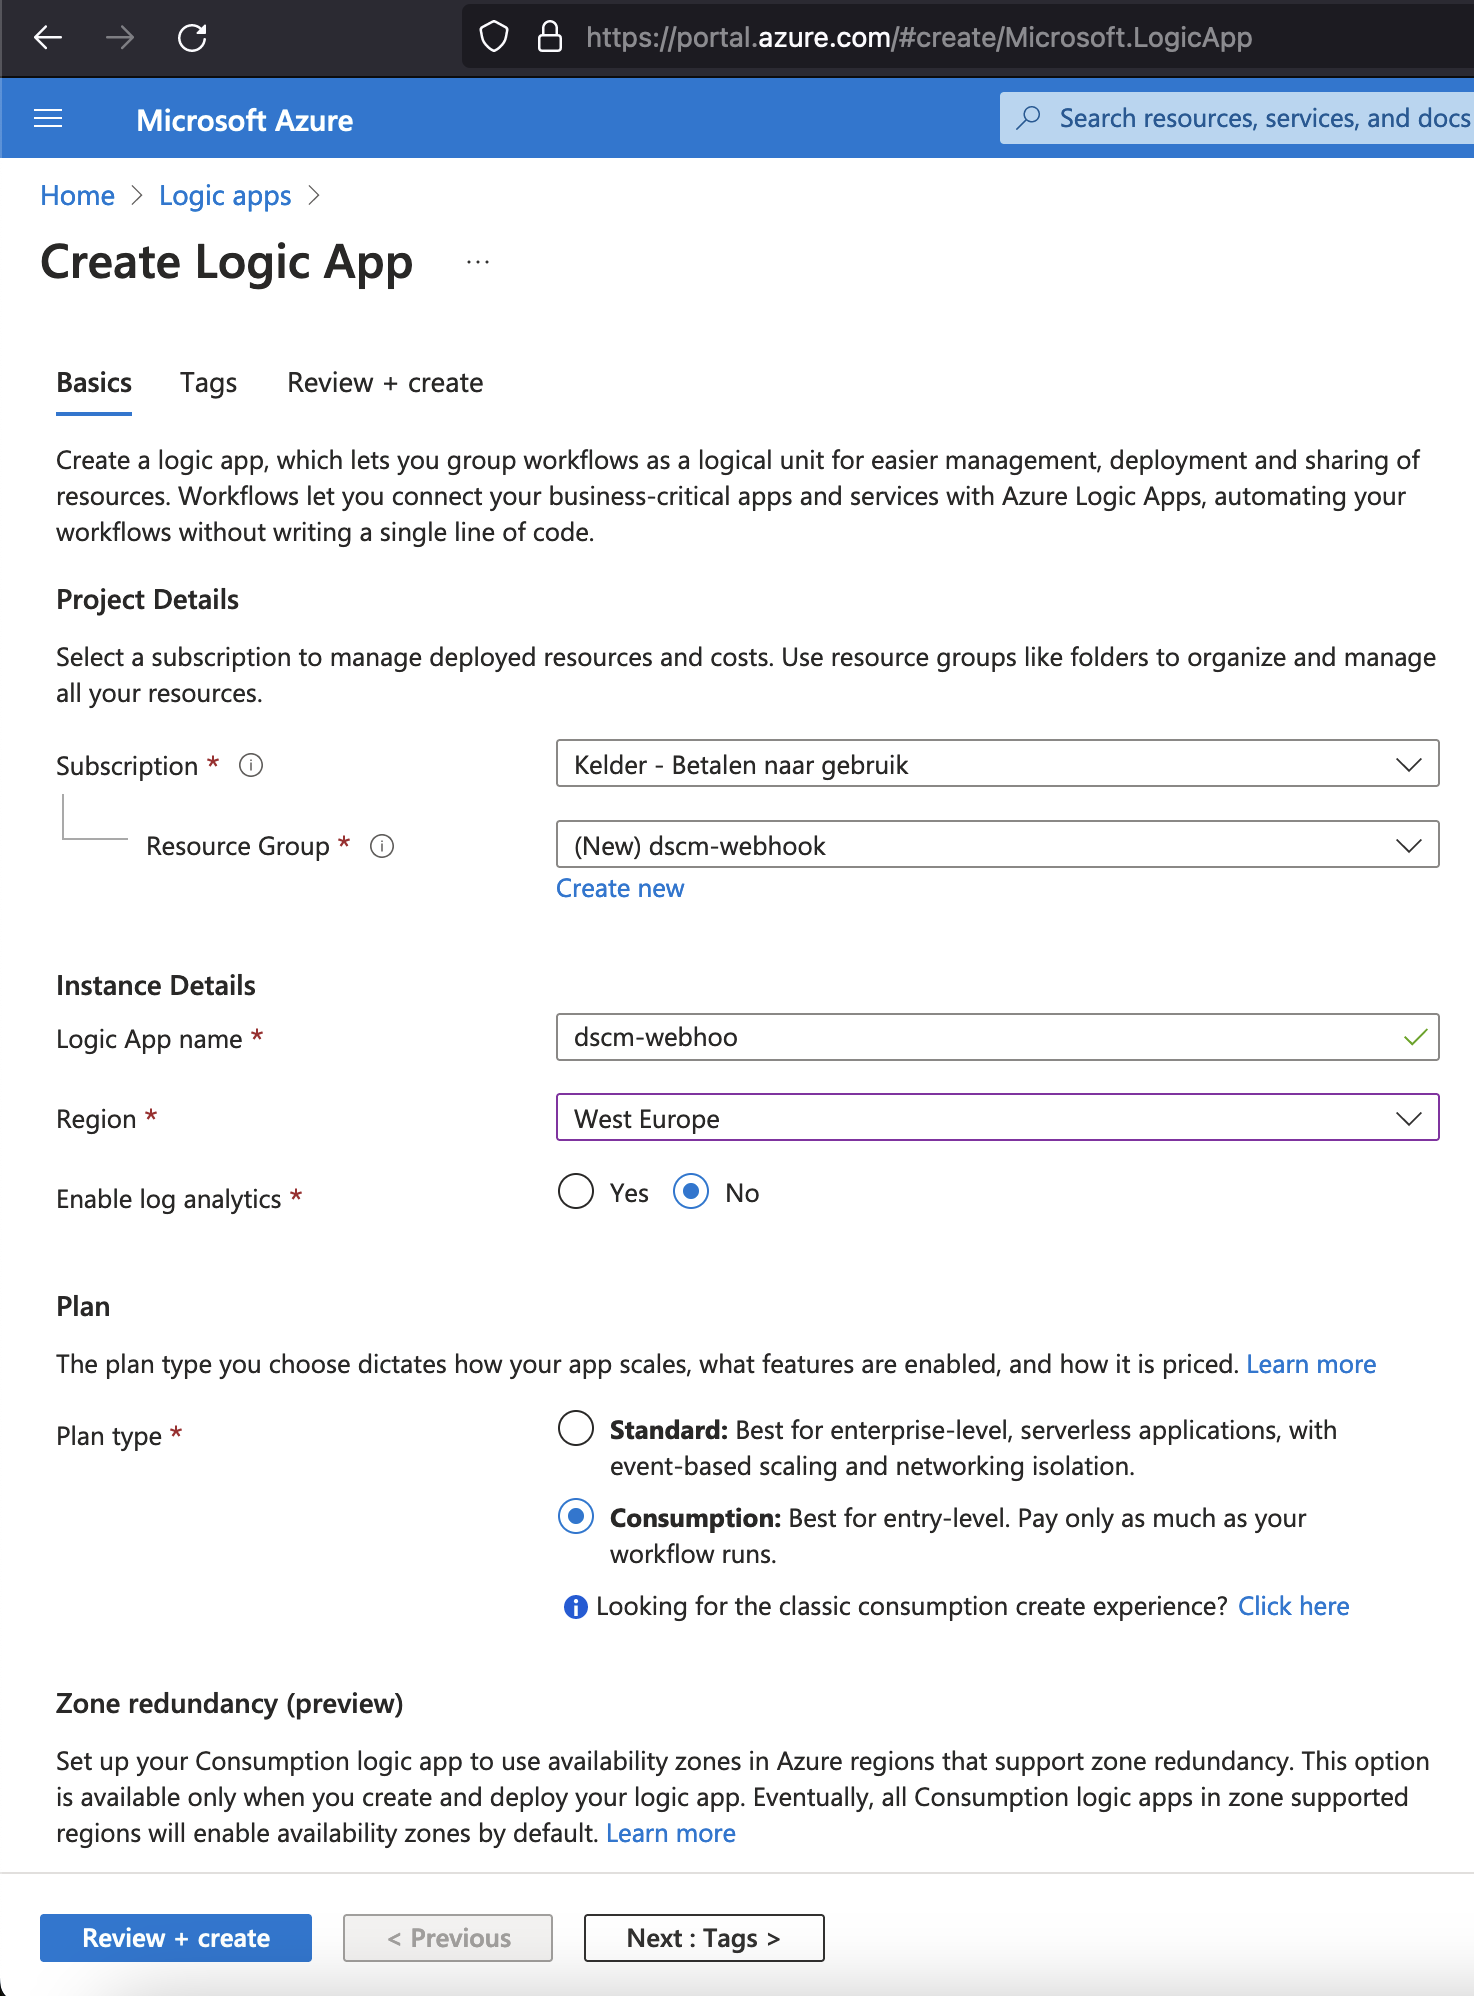 https://portal.azure.com/#create/Microsoft.LogicApp
Microsoft Azure
Search resources, services, and docs
Home > Logic apps >
Create Logic App ...
Basics Tags Review + create
Create a logic app, which lets you group workflows as a logical unit for easier management, deployment and sharing of
resources. Workflows let you connect your business-critical apps and services with Azure Logic Apps, automating your
workflows without writing a single line of code.
Project Details
Select a subscription to manage deployed resources and costs. Use resource groups like folders to organize and manage
all your resources.
Subscription * Kelder - Betalen naar gebruik
Resource Group * (New) dscm-webhook
Create new
Instance Details
Logic App name * dscm-webhoo
Region * West Europe
Enable log analytics * Yes No
Plan
The plan type you choose dictates how your app scales, what features are enabled, and how it is priced. Learn more
Plan type * Standard: Best for enterprise-level, serverless applications, with
event-based scaling and networking isolation.
Consumption: Best for entry-level. Pay only as much as your
workflow runs.
Looking for the classic consumption create experience? Click here
Zone redundancy (preview)
Set up your Consumption logic app to use availability zones in Azure regions that support zone redundancy. This option
is available only when you create and deploy your logic app. Eventually, all Consumption logic apps in zone supported
regions will enable availability zones by default. Learn more
Review + create < Previous Next : Tags >